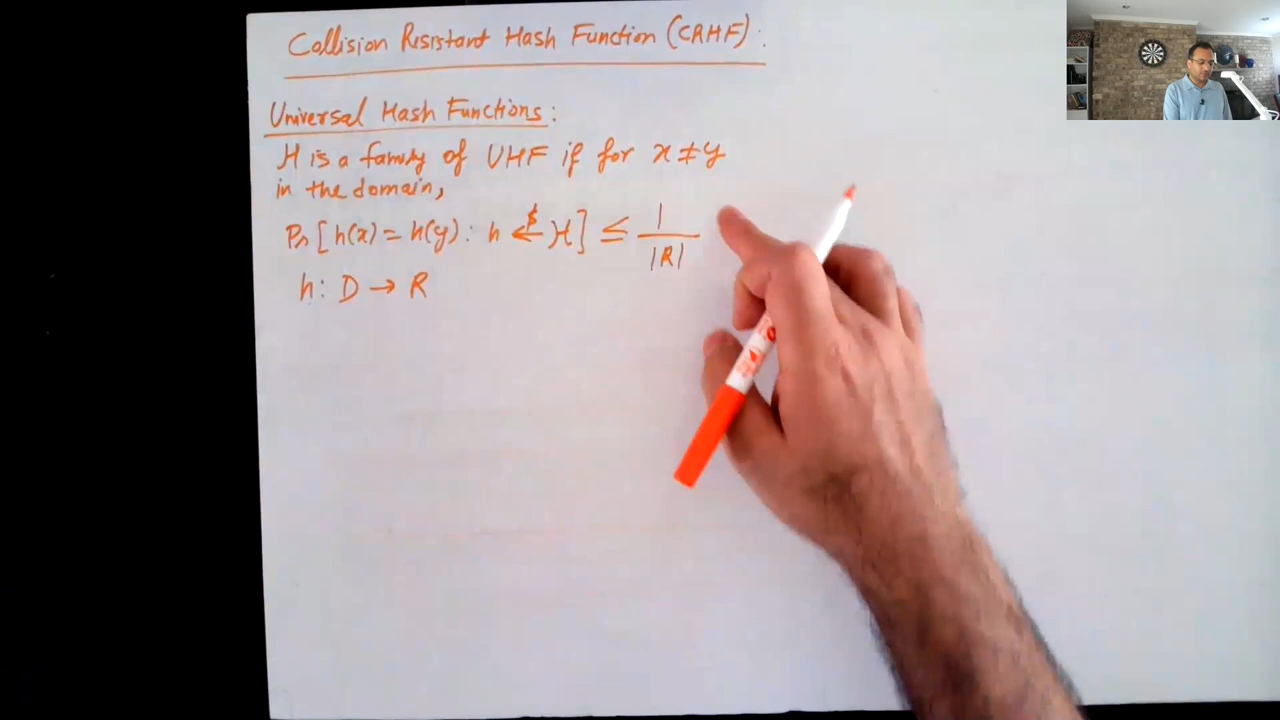 Collision Resistant Hash Function (CRHF):
Universal Hash Functions:
H is a family of UHF if for x ≠ y
in the domain,
Pr [ h(x) = h(y) : h ←$ H ] ≤ 1/|R|
h: D → R